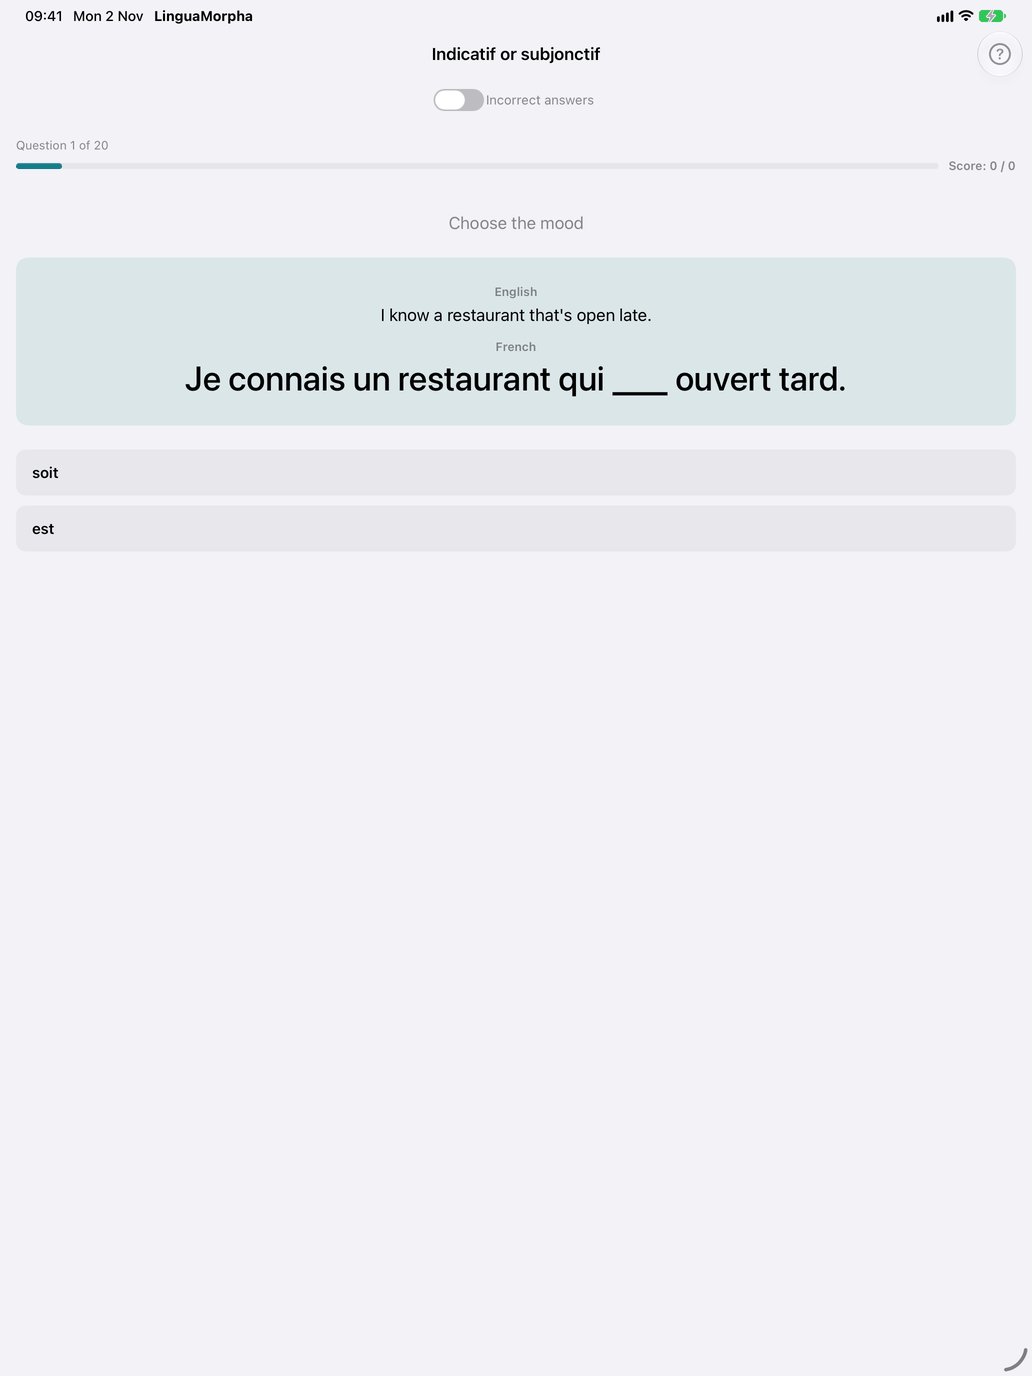 09:41 Mon 2 Nov LinguaMorpha
Indicatif or subjonctif
?
Incorrect answers
Question 1 of 20
Score: 0 / 0
Choose the mood
English
I know a restaurant that's open late.
French
Je connais un restaurant qui ____ ouvert tard.
soit
est